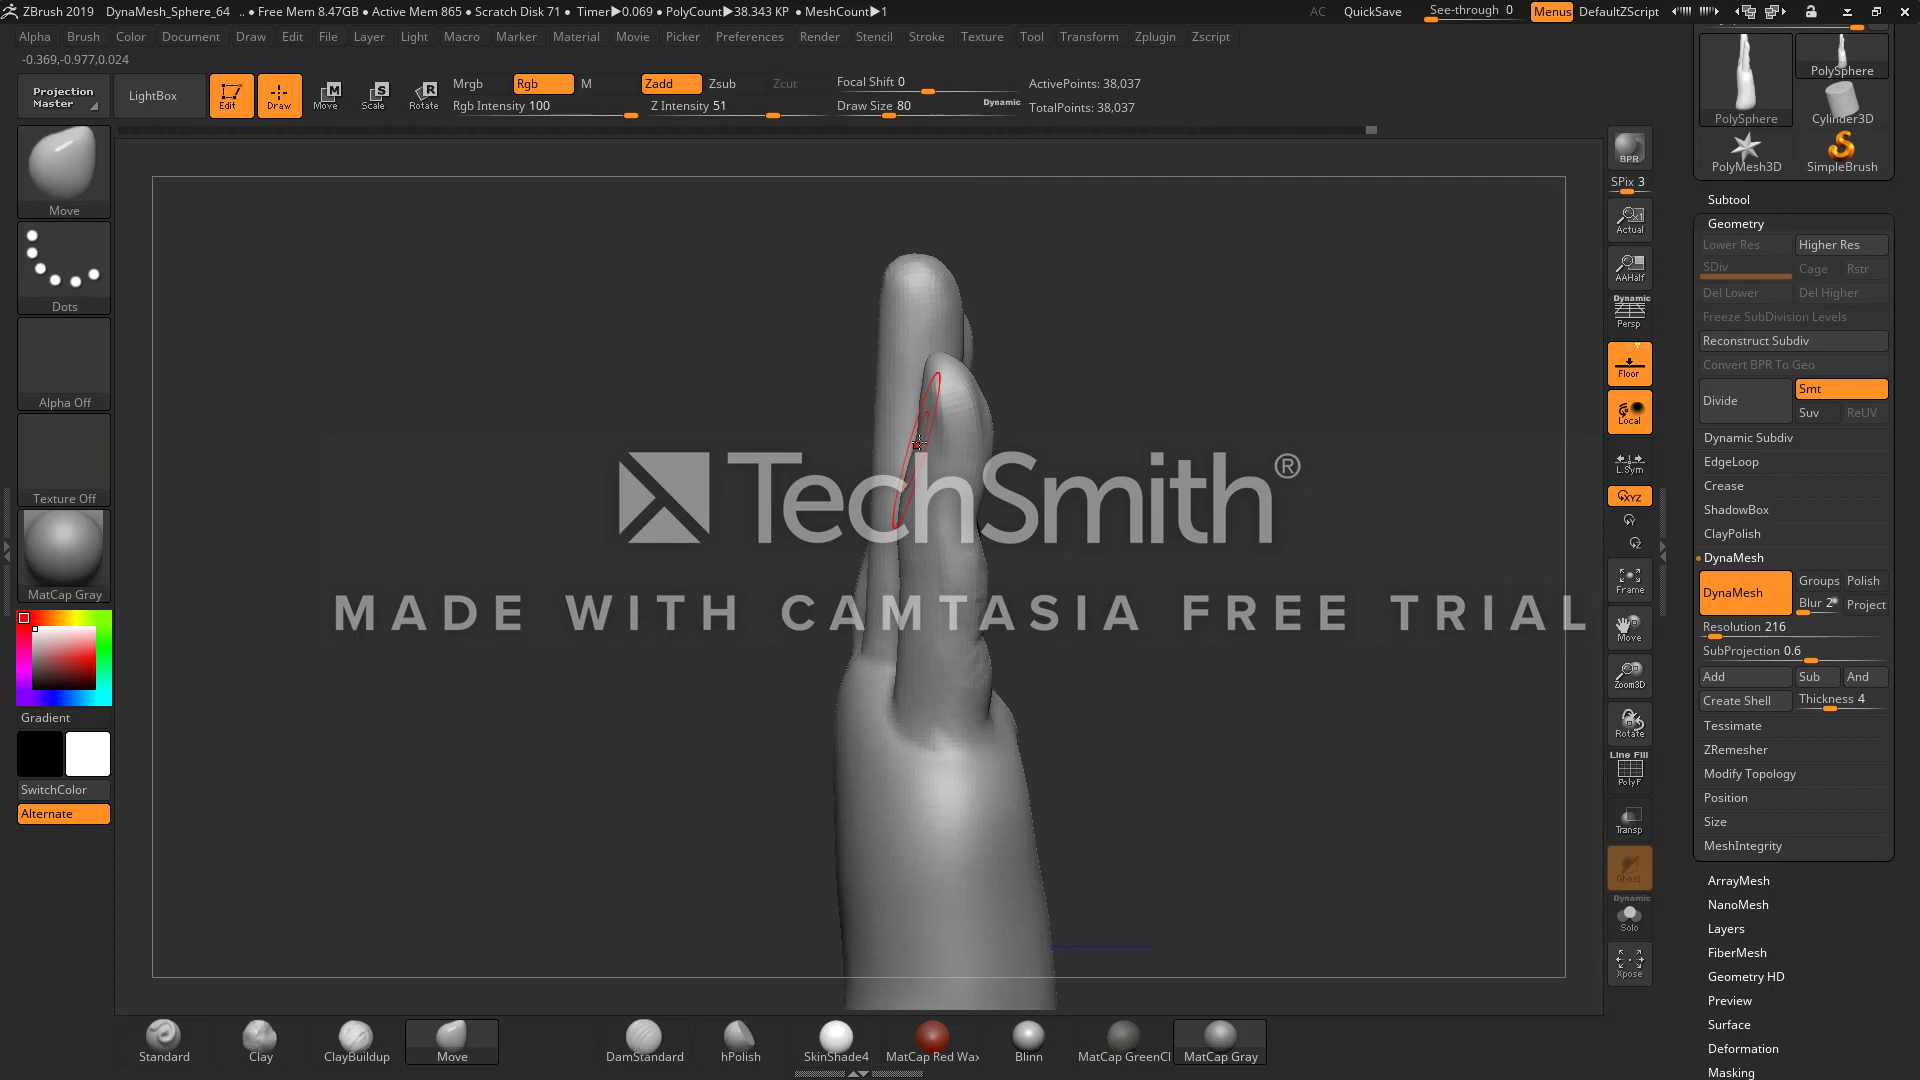 ZBrush 2019 DynaMesh_Sphere_64 .. • Free Mem 8.47GB • Active Mem 865 • Scratch Disk 71 • Timer▶0.069 • PolyCount▶38.343 KP • MeshCount▶1 AC QuickSave See-through 0 Menus DefaultZScript
Alpha Brush Color Document Draw Edit File Layer Light Macro Marker Material Movie Picker Preferences Render Stencil Stroke Texture Tool Transform Zplugin Zscript
-0.369,-0.977,0.024
Projection Master
LightBox
Edit
Draw
M Move
S Scale
R Rotate
Mrgb Rgb M Zadd Zsub Zcut
Rgb Intensity 100 Z Intensity 51
Focal Shift 0
Draw Size 80 Dynamic
ActivePoints: 38,037
TotalPoints: 38,037
Move
Dots
Alpha Off
Texture Off
MatCap Gray
Gradient
SwitchColor
Alternate
TechSmith®
MADE WITH CAMTASIA FREE TRIAL
BPR
SPix 3
Actual
AAHalf
Dynamic
Persp
Floor
Local
L.Sym
XYZ
Y
Z
Frame
Move
Zoom3D
Rotate
Line Fill
PolyF
Transp
Ghost
Dynamic
Solo
Xpose
PolySphere
PolySphere Cylinder3D
PolyMesh3D SimpleBrush
Subtool
Geometry
Lower Res Higher Res
SDiv Cage Rstr
Del Lower Del Higher
Freeze SubDivision Levels
Reconstruct Subdiv
Convert BPR To Geo
Divide Smt
Suv ReUV
Dynamic Subdiv
EdgeLoop
Crease
ShadowBox
ClayPolish
DynaMesh
DynaMesh Groups Polish
Blur 2 Project
Resolution 216
SubProjection 0.6
Add Sub And
Create Shell Thickness 4
Tessimate
ZRemesher
Modify Topology
Position
Size
MeshIntegrity
ArrayMesh
NanoMesh
Layers
FiberMesh
Geometry HD
Preview
Surface
Deformation
Masking
Standard Clay ClayBuildup Move DamStandard hPolish SkinShade4 MatCap Red Wax Blinn MatCap GreenCl MatCap Gray